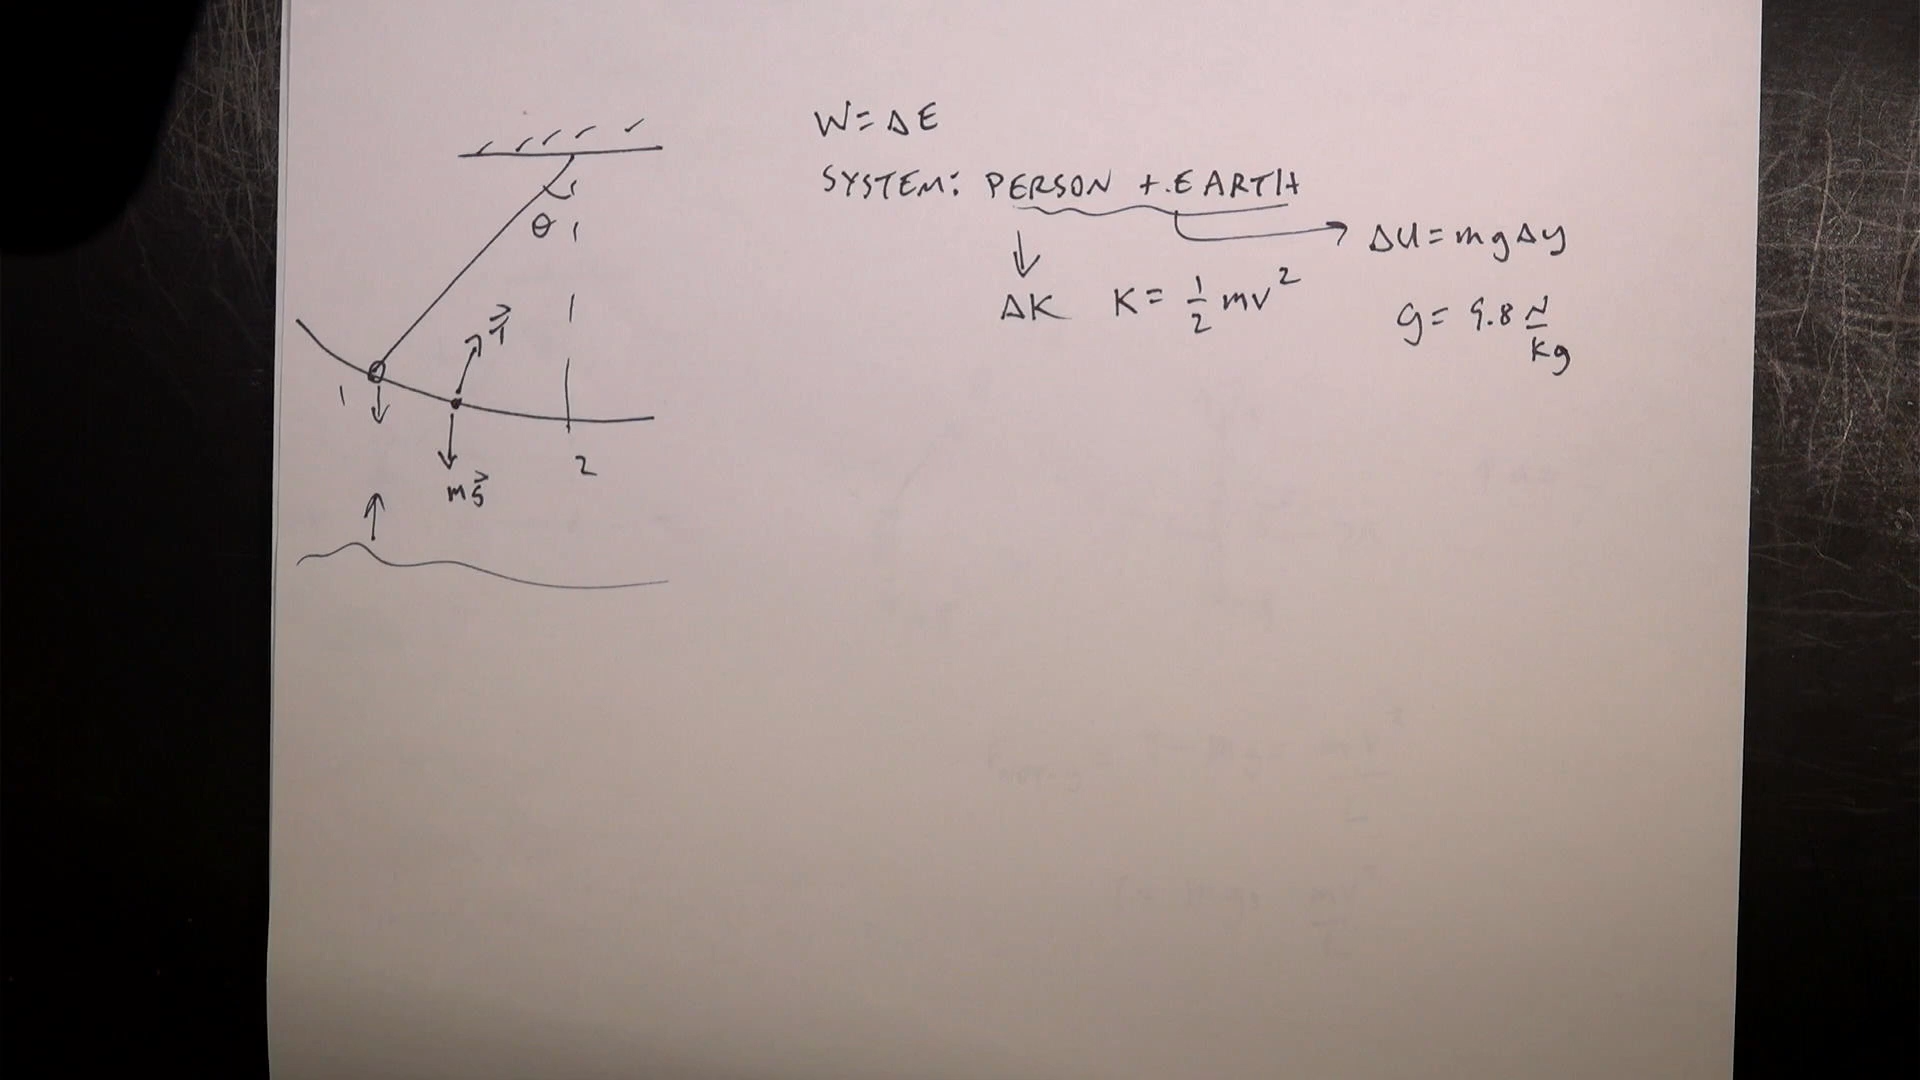 W = ΔE
SYSTEM: PERSON + EARTH
ΔU = mgΔy
ΔK K = 1/2 mv²
g = 9.8 N/kg
θ
T⃗
1
2
mg⃗